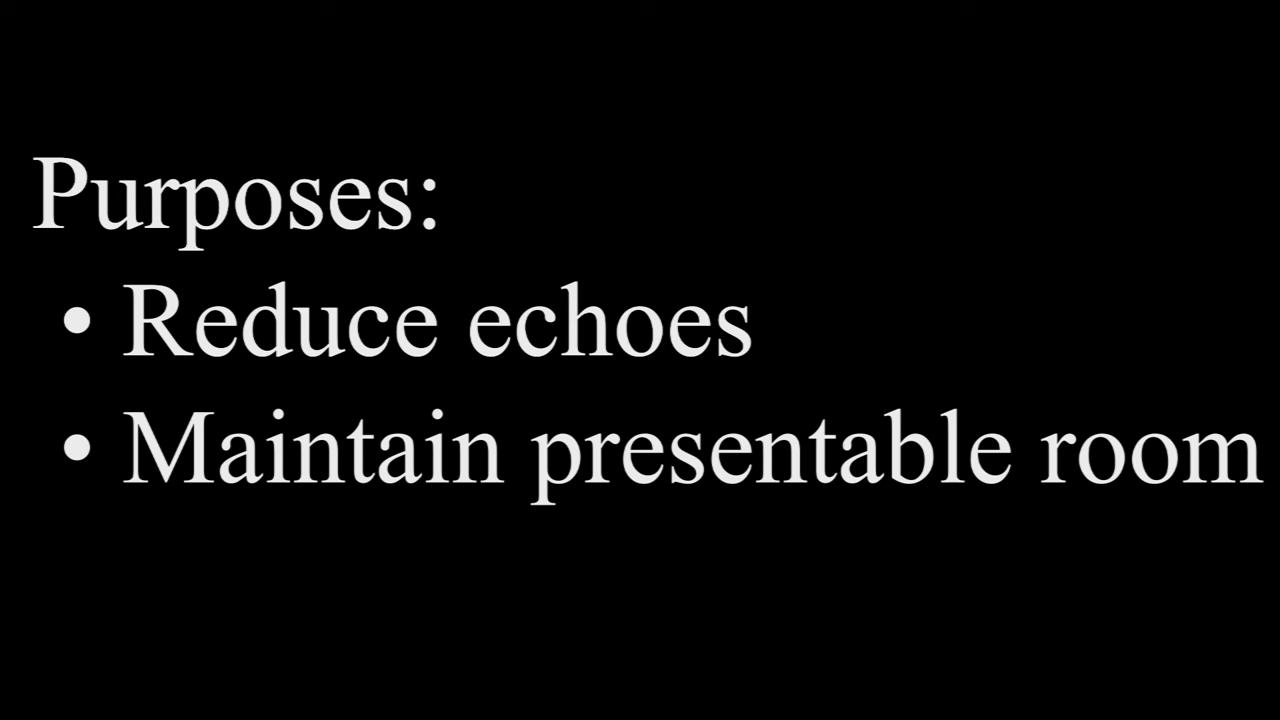 Purposes:
• Reduce echoes
• Maintain presentable room